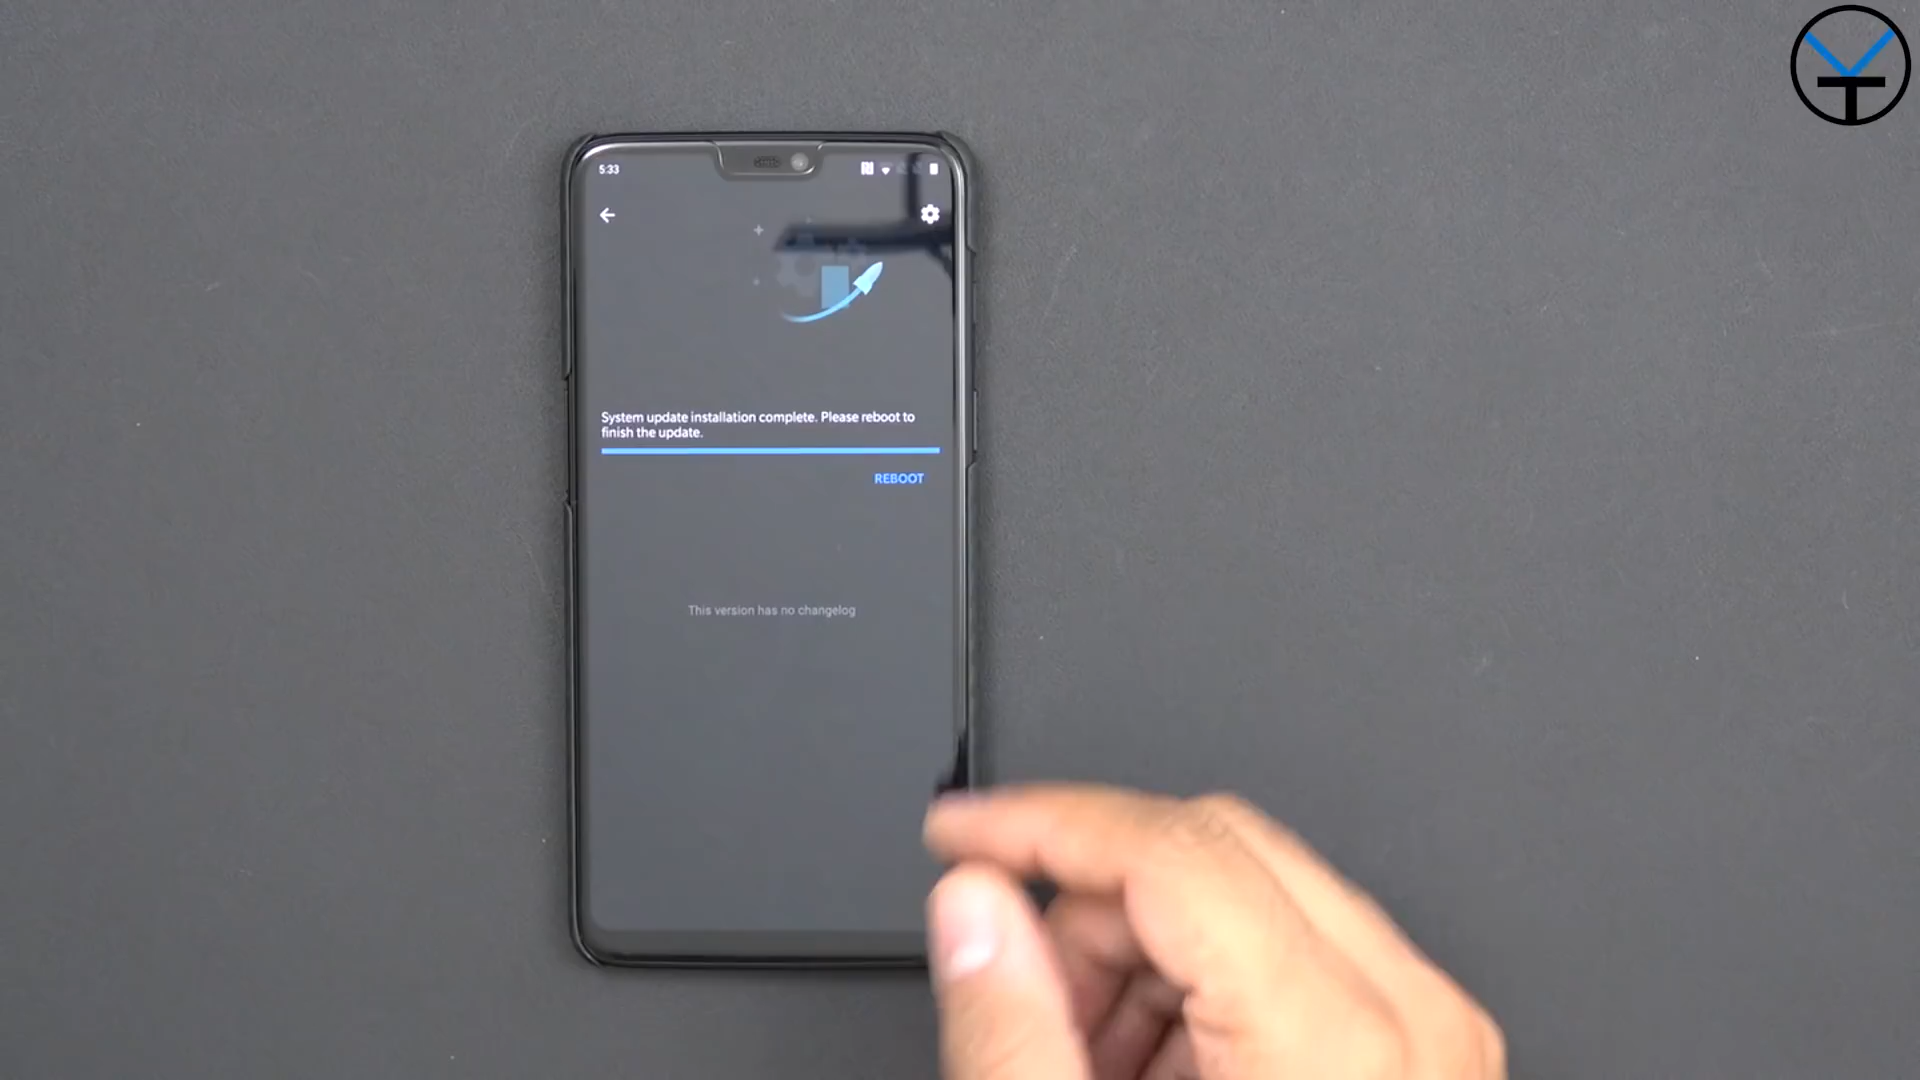 5:33
System update installation complete. Please reboot to
finish the update.
REBOOT
This version has no changelog